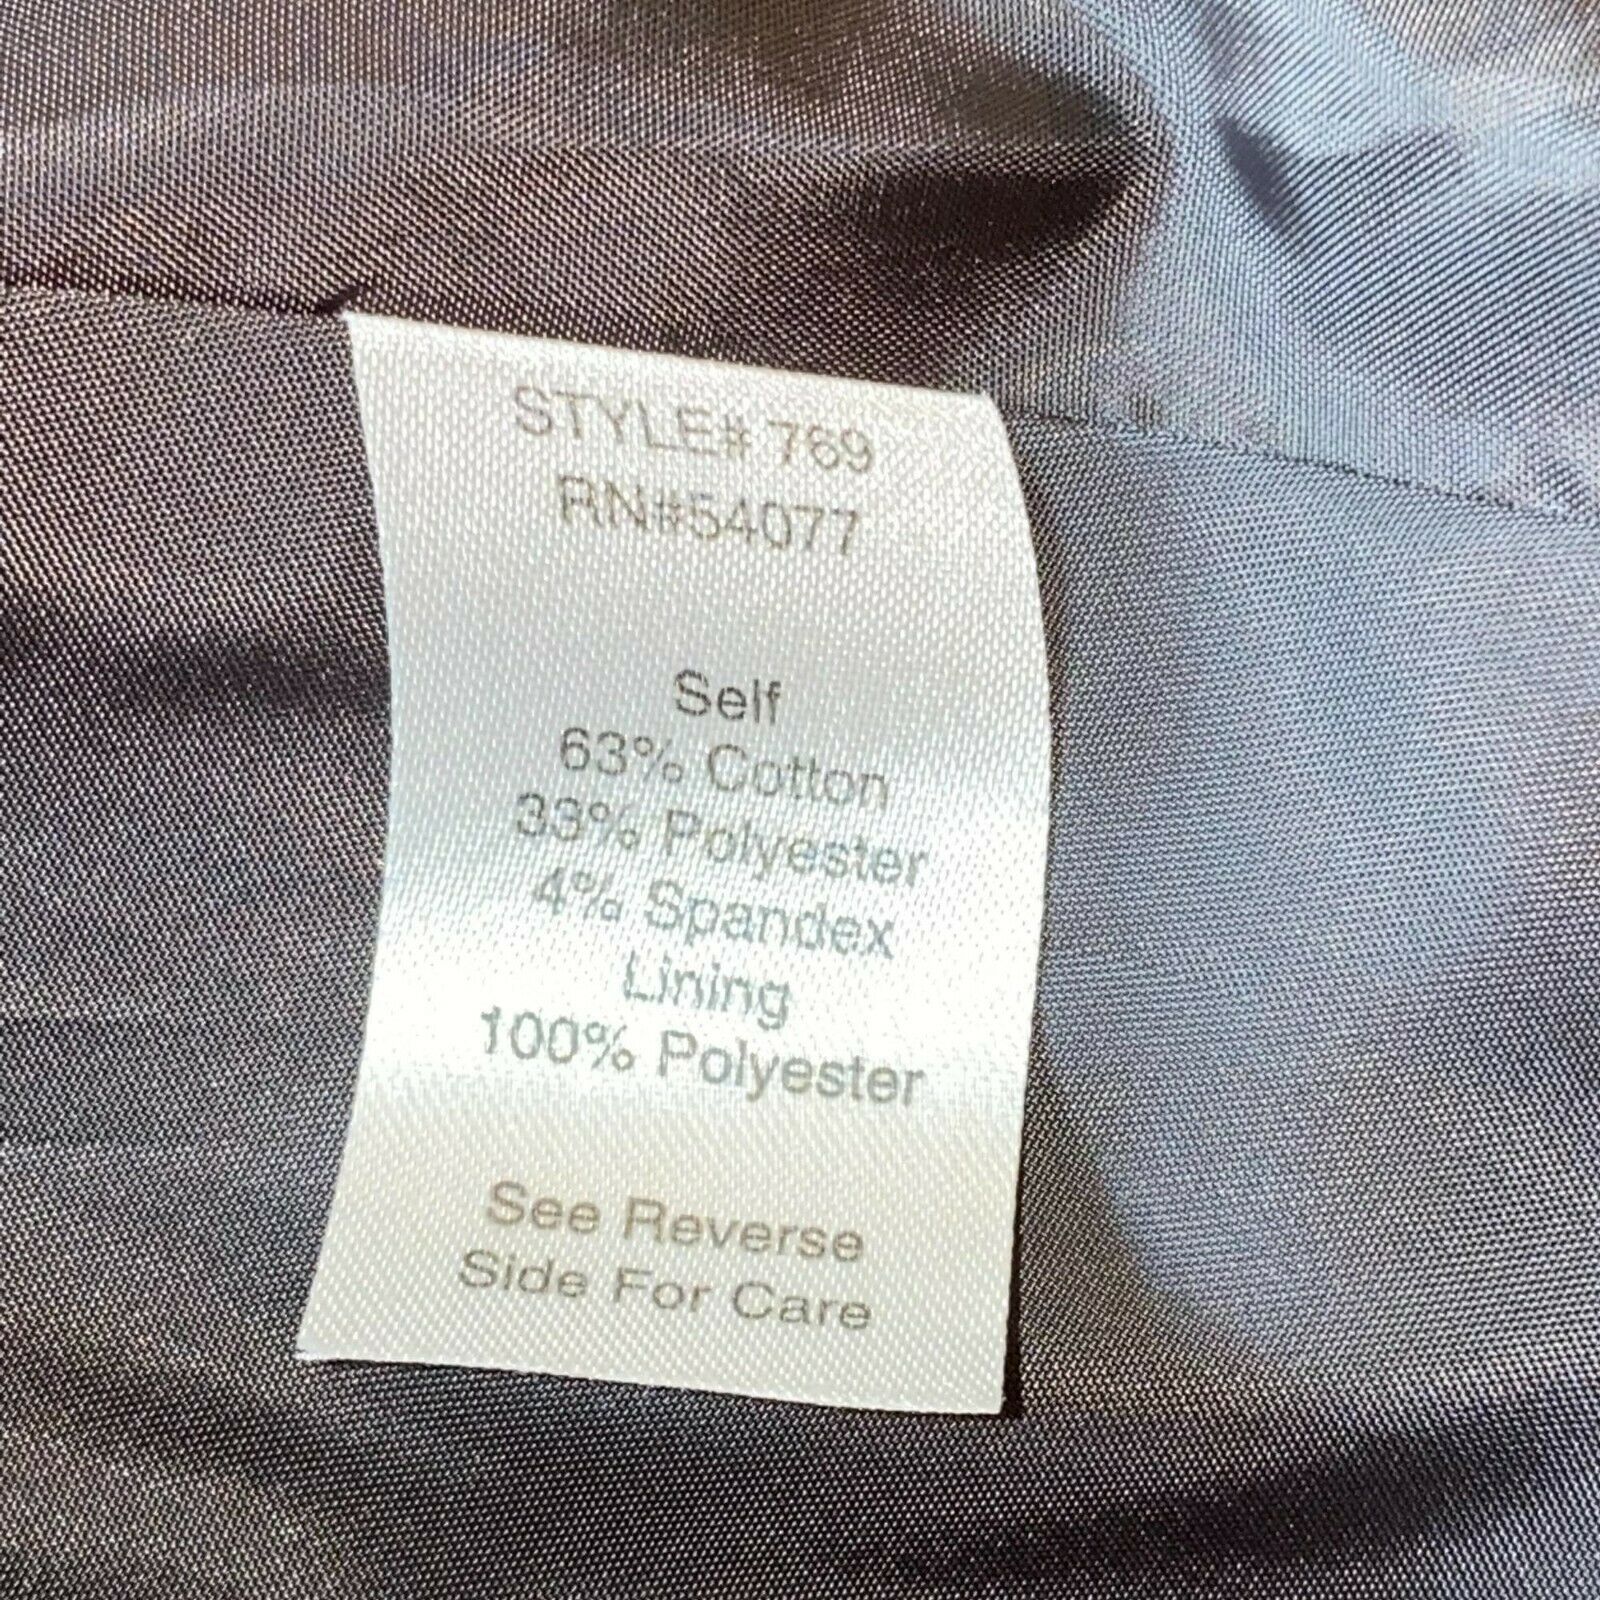 STYLE# 769
RN#54077
Self
63% Cotton
33% Polyester
4% Spandex
Lining
100% Polyester
See Reverse
Side For Care